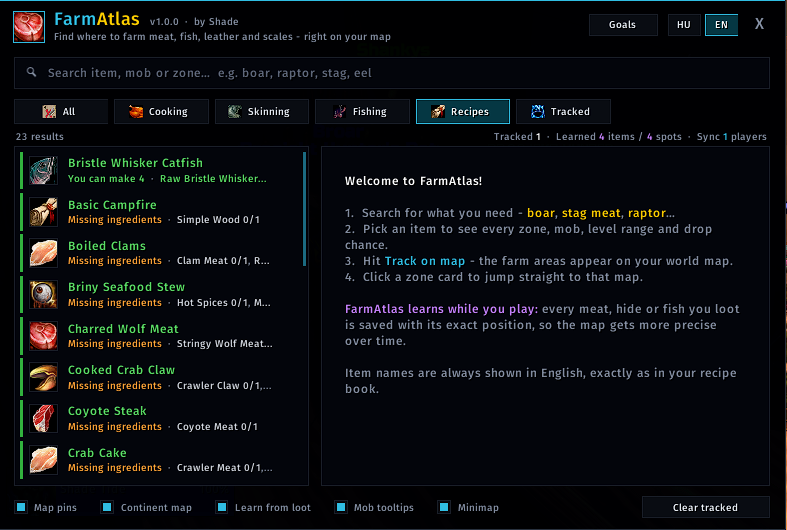 FarmAtlas v1.0.0 · by Shade
Find where to farm meat, fish, leather and scales - right on your map
Goals
HU
EN
X
Search item, mob or zone... e.g. boar, raptor, stag, eel
All
Cooking
Skinning
Fishing
Recipes
Tracked
23 results
Tracked 1 · Learned 4 items / 4 spots · Sync 1 players
Bristle Whisker Catfish
You can make 4 · Raw Bristle Whisker...
Basic Campfire
Missing ingredients · Simple Wood 0/1
Boiled Clams
Missing ingredients · Clam Meat 0/1, R...
Briny Seafood Stew
Missing ingredients · Hot Spices 0/1, M...
Charred Wolf Meat
Missing ingredients · Stringy Wolf Meat...
Cooked Crab Claw
Missing ingredients · Crawler Claw 0/1,...
Coyote Steak
Missing ingredients · Coyote Meat 0/1
Crab Cake
Missing ingredients · Crawler Meat 0/1,...
Welcome to FarmAtlas!
1. Search for what you need - boar, stag meat, raptor...
2. Pick an item to see every zone, mob, level range and drop
chance.
3. Hit Track on map - the farm areas appear on your world map.
4. Click a zone card to jump straight to that map.
FarmAtlas learns while you play: every meat, hide or fish you loot
is saved with its exact position, so the map gets more precise
over time.
Item names are always shown in English, exactly as in your recipe
book.
Map pins
Continent map
Learn from loot
Mob tooltips
Minimap
Clear tracked